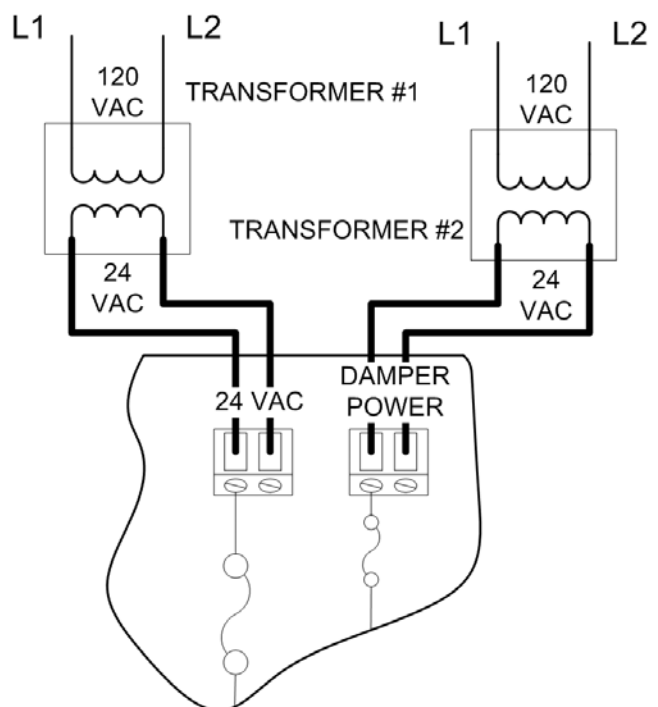 L1 L2
120
VAC
TRANSFORMER #1
24
VAC
L1 L2
120
VAC
TRANSFORMER #2
24
VAC
24 VAC
DAMPER
POWER